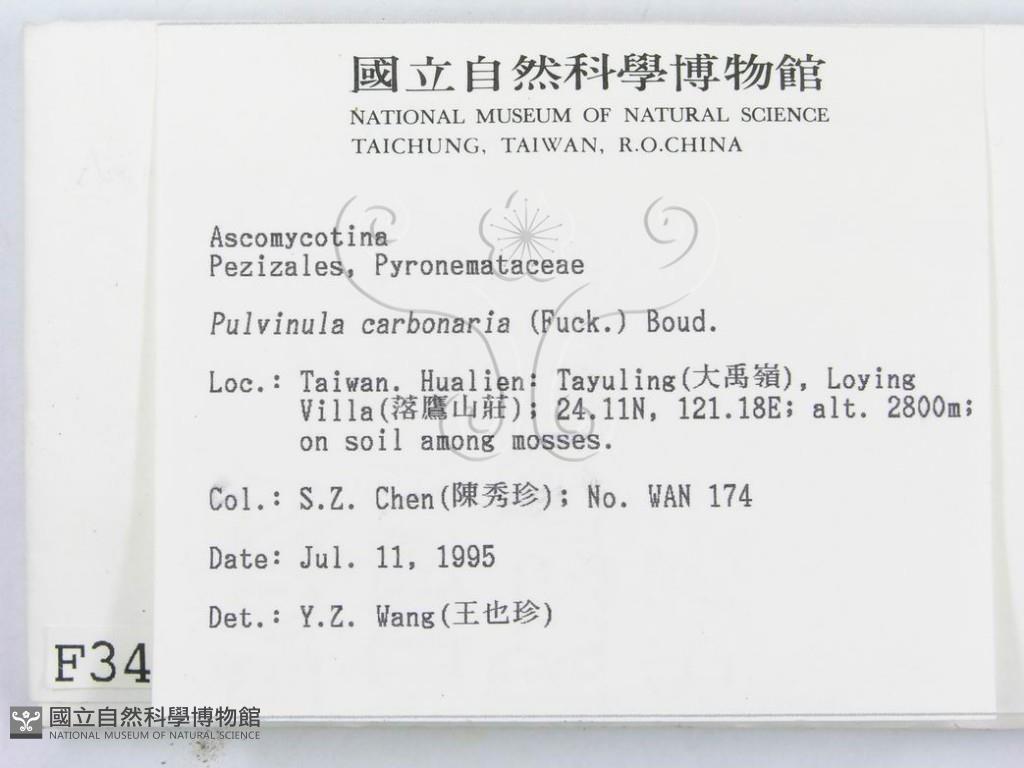 國立自然科學博物館
NATIONAL MUSEUM OF NATURAL SCIENCE
TAICHUNG, TAIWAN, R.O.CHINA
Ascomycotina
Pezizales, Pyronemataceae
Pulvinula carbonaria (Fuck.) Boud.
Loc.: Taiwan. Hualien: Tayuling(大禹嶺), Loying
Villa(落鷹山莊); 24.11N, 121.18E; alt. 2800m;
on soil among mosses.
Col.: S.Z. Chen(陳秀珍); No. WAN 174
Date: Jul. 11, 1995
Det.: Y.Z. Wang(王也珍)
F34
國立自然科學博物館
NATIONAL MUSEUM OF NATURAL SCIENCE